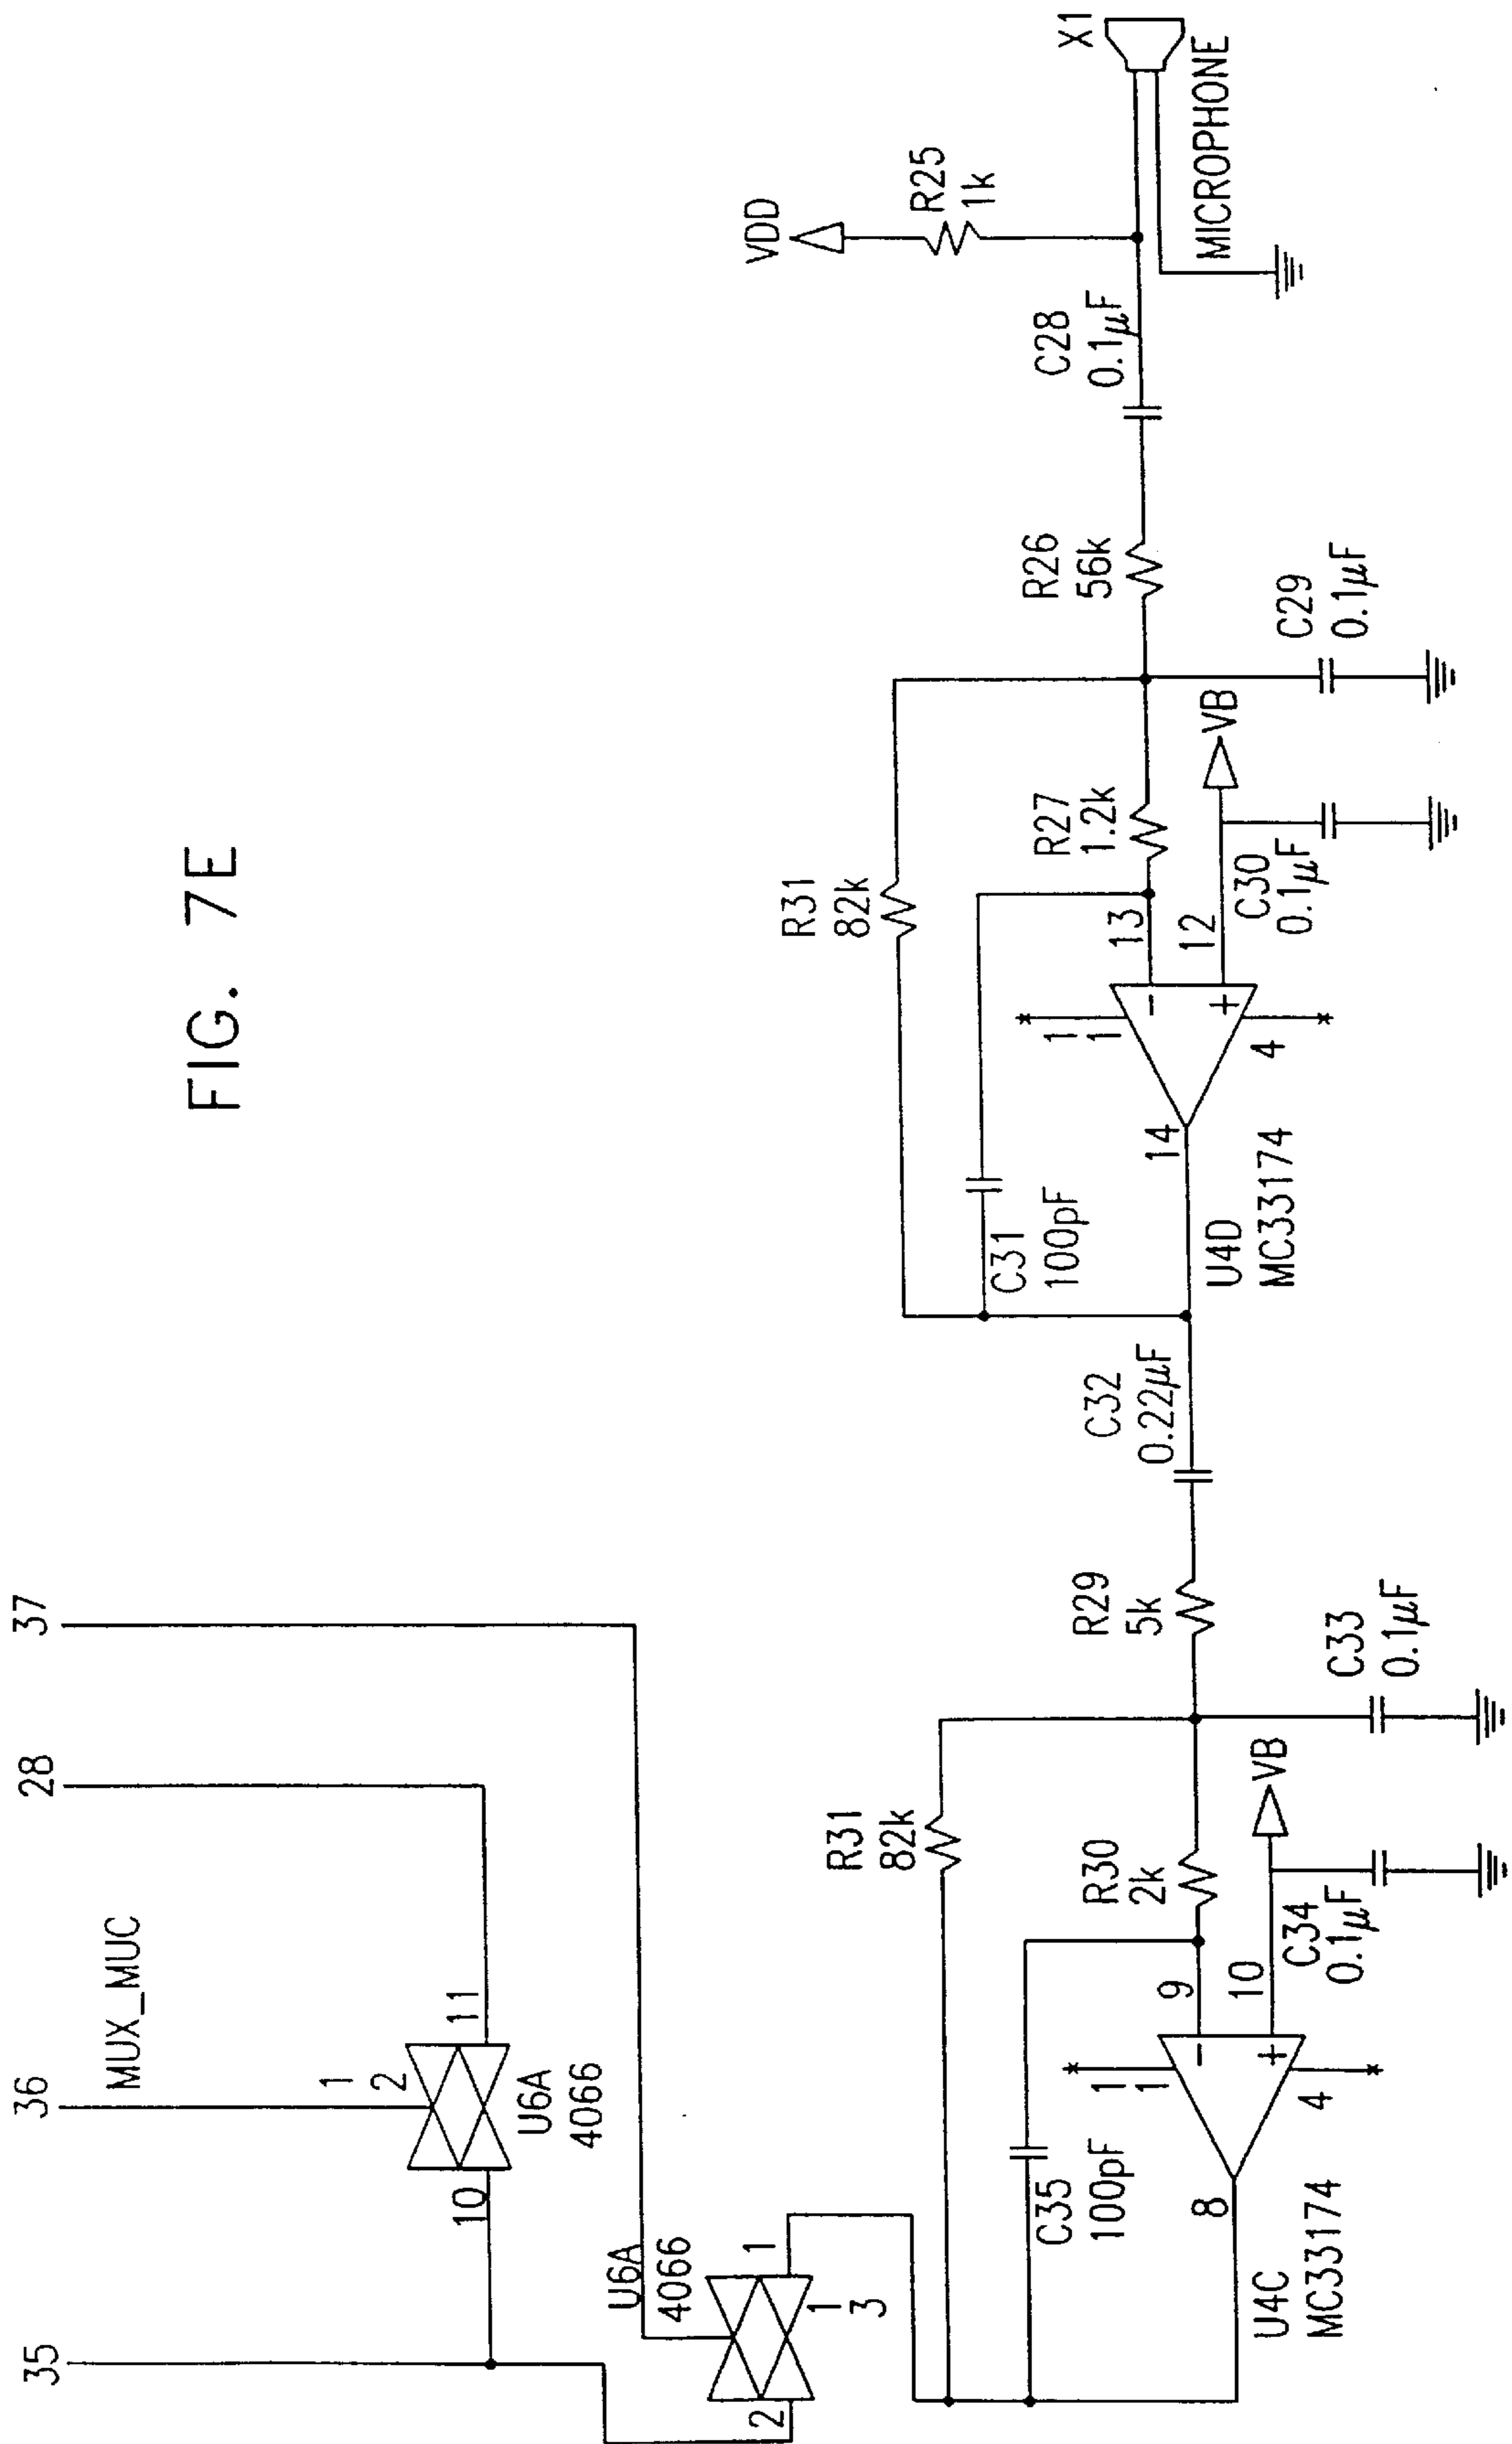 FIG. 7E
35
36
28
37
MUX_MUC
1
2
11
10
U6A
4066
U6A
4066
1
1
3
2
VDD
R25
1k
X1
MICROPHONE
C28
0.1μF
R26
56k
C29
0.1μF
R31
82k
R27
1.2k
VB
C30
0.1μF
13
12
1
1
4
14
C31
100pF
U4D
MC33174
C32
0.22μF
R29
5k
C33
0.1μF
R31
82k
R30
2k
VB
C34
0.1μF
9
10
1
1
4
8
C35
100pF
U4C
MC33174